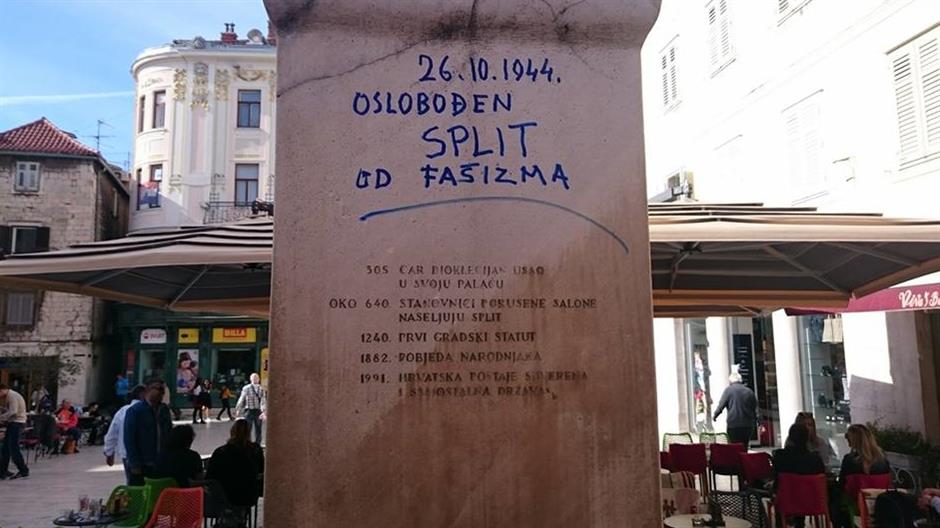 26.10.1944.
OSLOBOĐEN
SPLIT
OD FAŠIZMA
305 CAR DIOKLECIJAN UŠAO
U SVOJU PALAČU
OKO 640. STANOVNICI PORUŠENE SALONE
NASELJUJU SPLIT
1240. PRVI GRADSKI STATUT
1882. POBJEDA NARODNJAKA
1991. HRVATSKA POSTAJE SUVERENA
I SAMOSTALNA DRŽAVA
BILLA